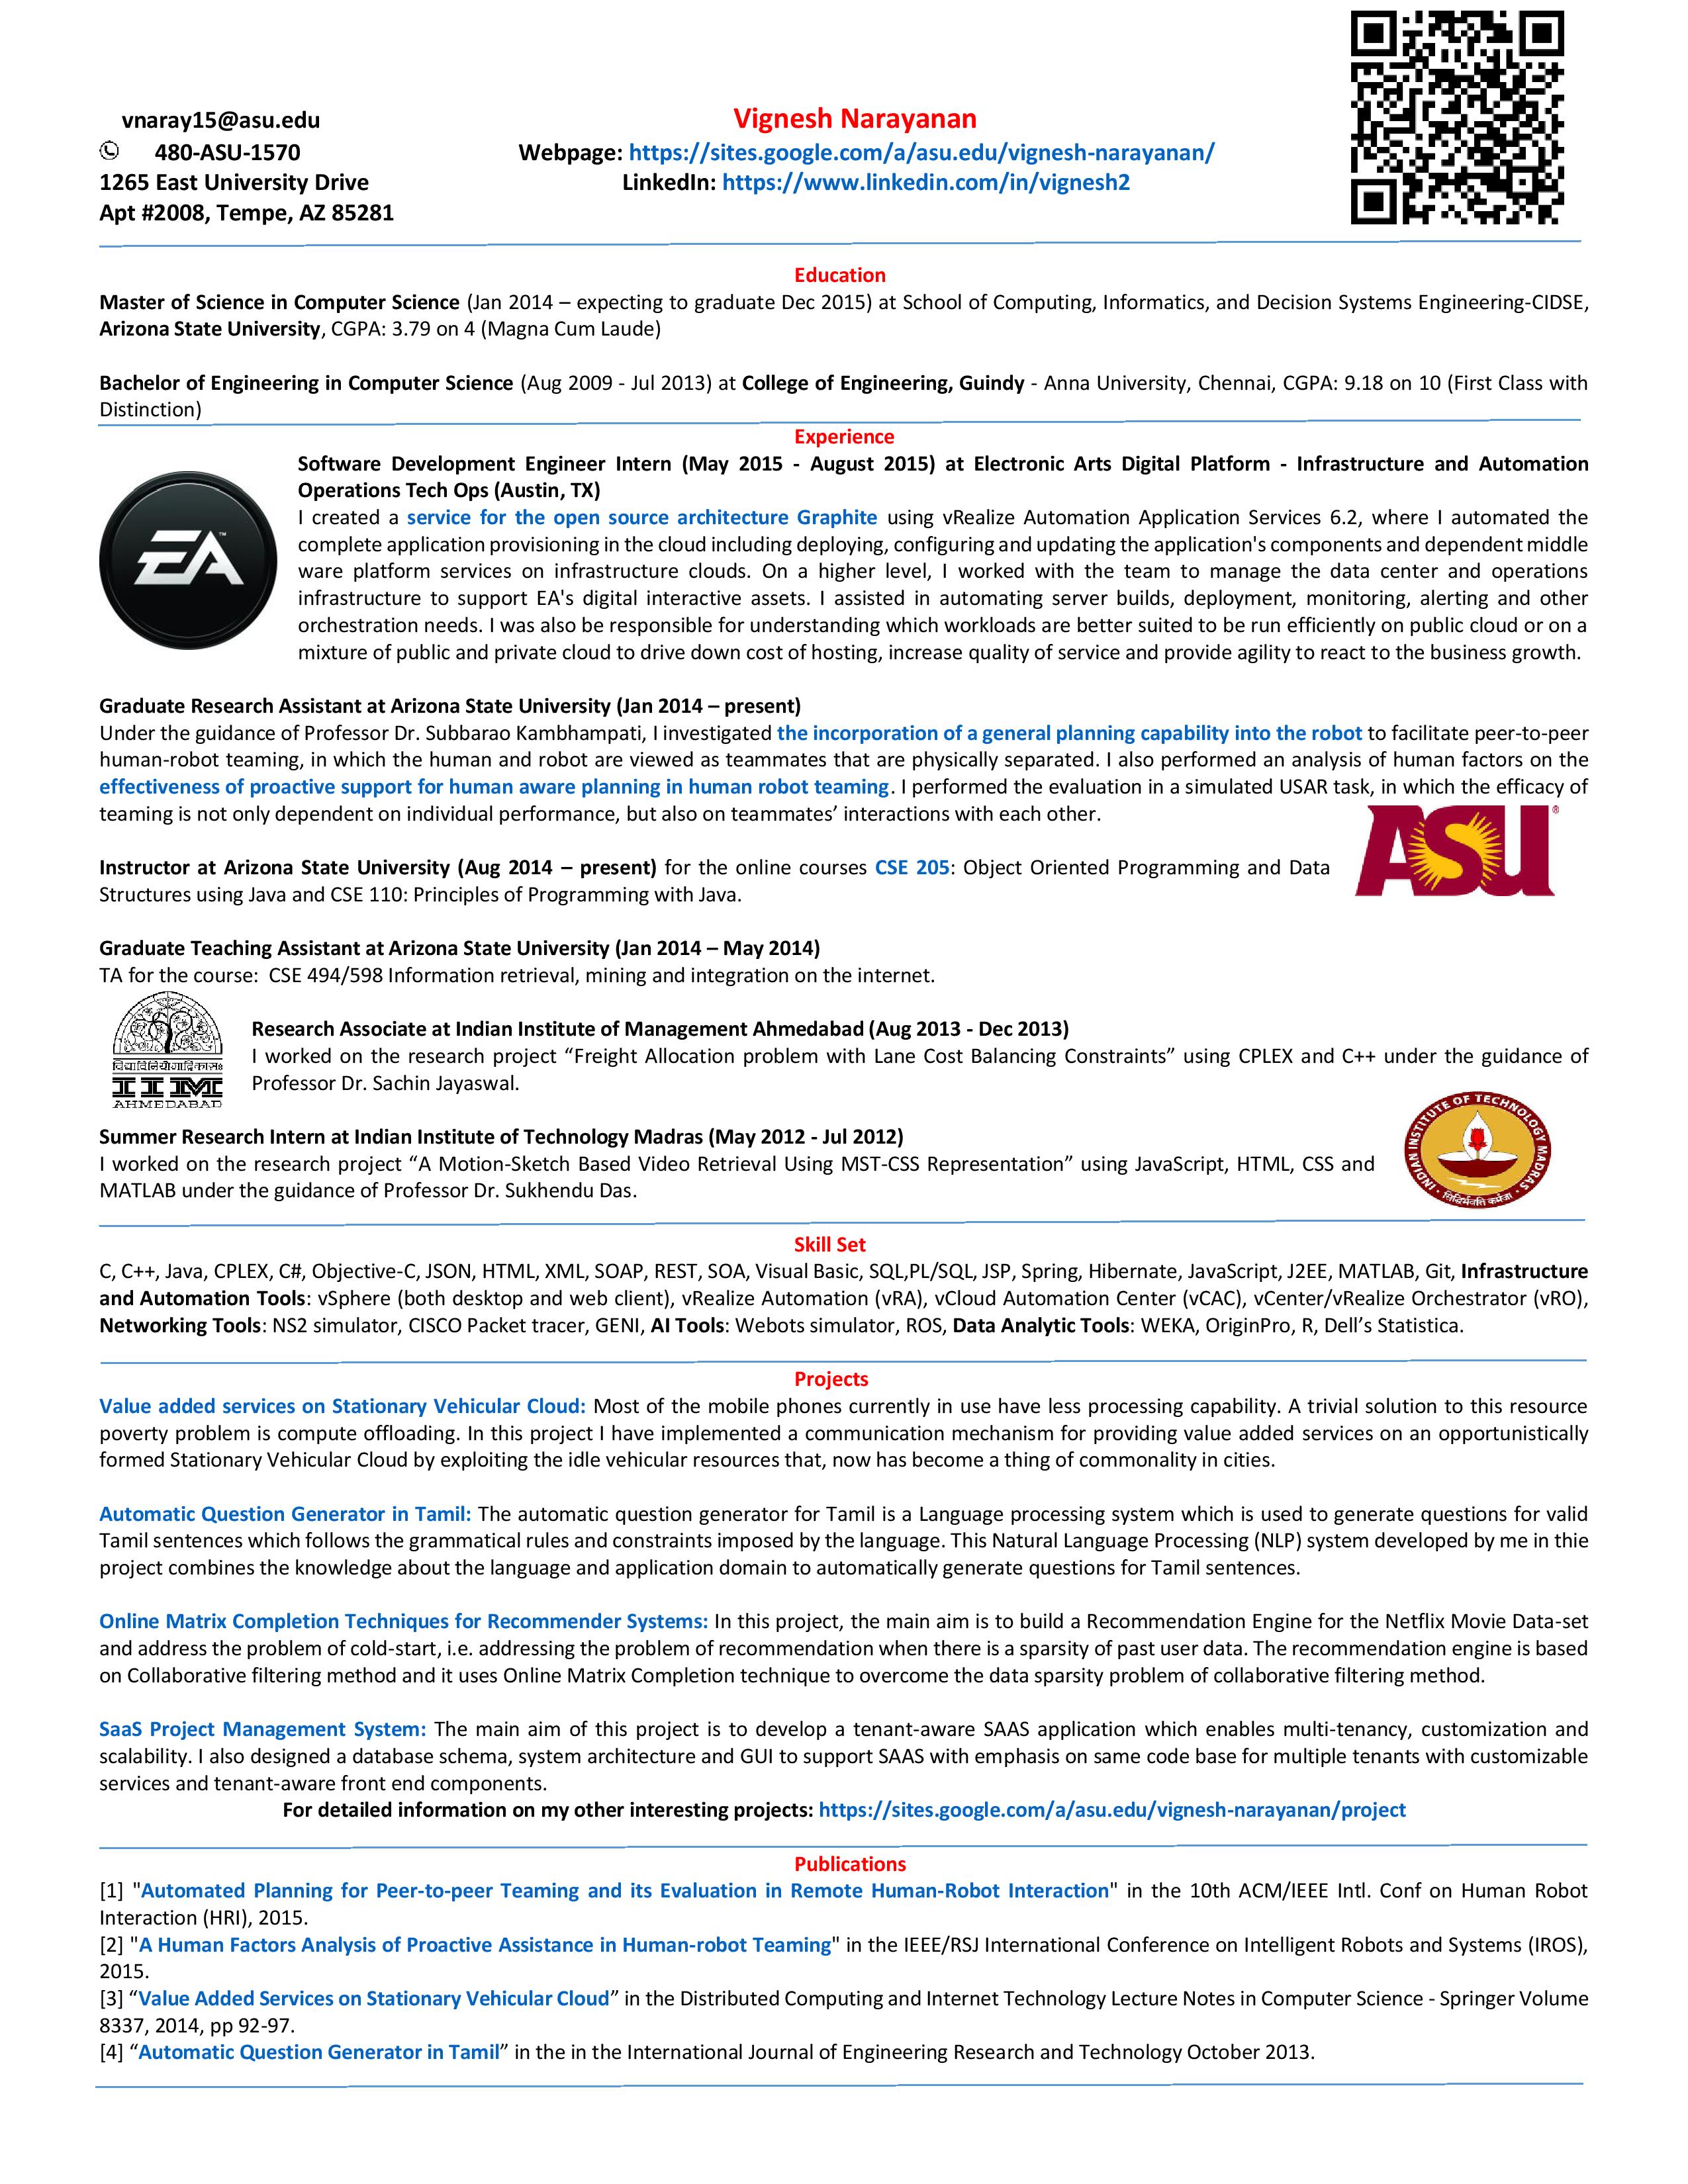 vnaray15@asu.edu
480-ASU-1570
1265 East University Drive
Apt #2008, Tempe, AZ 85281
Vignesh Narayanan
Webpage: https://sites.google.com/a/asu.edu/vignesh-narayanan/
LinkedIn: https://www.linkedin.com/in/vignesh2
Education
Master of Science in Computer Science (Jan 2014 – expecting to graduate Dec 2015) at School of Computing, Informatics, and Decision Systems Engineering-CIDSE,
Arizona State University, CGPA: 3.79 on 4 (Magna Cum Laude)
Bachelor of Engineering in Computer Science (Aug 2009 - Jul 2013) at College of Engineering, Guindy - Anna University, Chennai, CGPA: 9.18 on 10 (First Class with
Distinction)
Experience
EA™
Software Development Engineer Intern (May 2015 - August 2015) at Electronic Arts Digital Platform - Infrastructure and Automation
Operations Tech Ops (Austin, TX)
I created a service for the open source architecture Graphite using vRealize Automation Application Services 6.2, where I automated the
complete application provisioning in the cloud including deploying, configuring and updating the application's components and dependent middle
ware platform services on infrastructure clouds. On a higher level, I worked with the team to manage the data center and operations
infrastructure to support EA's digital interactive assets. I assisted in automating server builds, deployment, monitoring, alerting and other
orchestration needs. I was also be responsible for understanding which workloads are better suited to be run efficiently on public cloud or on a
mixture of public and private cloud to drive down cost of hosting, increase quality of service and provide agility to react to the business growth.
Graduate Research Assistant at Arizona State University (Jan 2014 – present)
Under the guidance of Professor Dr. Subbarao Kambhampati, I investigated the incorporation of a general planning capability into the robot to facilitate peer-to-peer
human-robot teaming, in which the human and robot are viewed as teammates that are physically separated. I also performed an analysis of human factors on the
effectiveness of proactive support for human aware planning in human robot teaming. I performed the evaluation in a simulated USAR task, in which the efficacy of
teaming is not only dependent on individual performance, but also on teammates’ interactions with each other.
ASU®
Instructor at Arizona State University (Aug 2014 – present) for the online courses CSE 205: Object Oriented Programming and Data
Structures using Java and CSE 110: Principles of Programming with Java.
Graduate Teaching Assistant at Arizona State University (Jan 2014 – May 2014)
TA for the course: CSE 494/598 Information retrieval, mining and integration on the internet.
IIM
AHMEDABAD
Research Associate at Indian Institute of Management Ahmedabad (Aug 2013 - Dec 2013)
I worked on the research project “Freight Allocation problem with Lane Cost Balancing Constraints” using CPLEX and C++ under the guidance of
Professor Dr. Sachin Jayaswal.
INDIAN INSTITUTE OF TECHNOLOGY MADRAS
सिद्धिर्भवति कर्मजा
Summer Research Intern at Indian Institute of Technology Madras (May 2012 - Jul 2012)
I worked on the research project “A Motion-Sketch Based Video Retrieval Using MST-CSS Representation” using JavaScript, HTML, CSS and
MATLAB under the guidance of Professor Dr. Sukhendu Das.
Skill Set
C, C++, Java, CPLEX, C#, Objective-C, JSON, HTML, XML, SOAP, REST, SOA, Visual Basic, SQL,PL/SQL, JSP, Spring, Hibernate, JavaScript, J2EE, MATLAB, Git, Infrastructure
and Automation Tools: vSphere (both desktop and web client), vRealize Automation (vRA), vCloud Automation Center (vCAC), vCenter/vRealize Orchestrator (vRO),
Networking Tools: NS2 simulator, CISCO Packet tracer, GENI, AI Tools: Webots simulator, ROS, Data Analytic Tools: WEKA, OriginPro, R, Dell’s Statistica.
Projects
Value added services on Stationary Vehicular Cloud: Most of the mobile phones currently in use have less processing capability. A trivial solution to this resource
poverty problem is compute offloading. In this project I have implemented a communication mechanism for providing value added services on an opportunistically
formed Stationary Vehicular Cloud by exploiting the idle vehicular resources that, now has become a thing of commonality in cities.
Automatic Question Generator in Tamil: The automatic question generator for Tamil is a Language processing system which is used to generate questions for valid
Tamil sentences which follows the grammatical rules and constraints imposed by the language. This Natural Language Processing (NLP) system developed by me in thie
project combines the knowledge about the language and application domain to automatically generate questions for Tamil sentences.
Online Matrix Completion Techniques for Recommender Systems: In this project, the main aim is to build a Recommendation Engine for the Netflix Movie Data-set
and address the problem of cold-start, i.e. addressing the problem of recommendation when there is a sparsity of past user data. The recommendation engine is based
on Collaborative filtering method and it uses Online Matrix Completion technique to overcome the data sparsity problem of collaborative filtering method.
SaaS Project Management System: The main aim of this project is to develop a tenant-aware SAAS application which enables multi-tenancy, customization and
scalability. I also designed a database schema, system architecture and GUI to support SAAS with emphasis on same code base for multiple tenants with customizable
services and tenant-aware front end components.
For detailed information on my other interesting projects: https://sites.google.com/a/asu.edu/vignesh-narayanan/project
Publications
[1] "Automated Planning for Peer-to-peer Teaming and its Evaluation in Remote Human-Robot Interaction" in the 10th ACM/IEEE Intl. Conf on Human Robot
Interaction (HRI), 2015.
[2] "A Human Factors Analysis of Proactive Assistance in Human-robot Teaming" in the IEEE/RSJ International Conference on Intelligent Robots and Systems (IROS),
2015.
[3] “Value Added Services on Stationary Vehicular Cloud” in the Distributed Computing and Internet Technology Lecture Notes in Computer Science - Springer Volume
8337, 2014, pp 92-97.
[4] “Automatic Question Generator in Tamil” in the in the International Journal of Engineering Research and Technology October 2013.